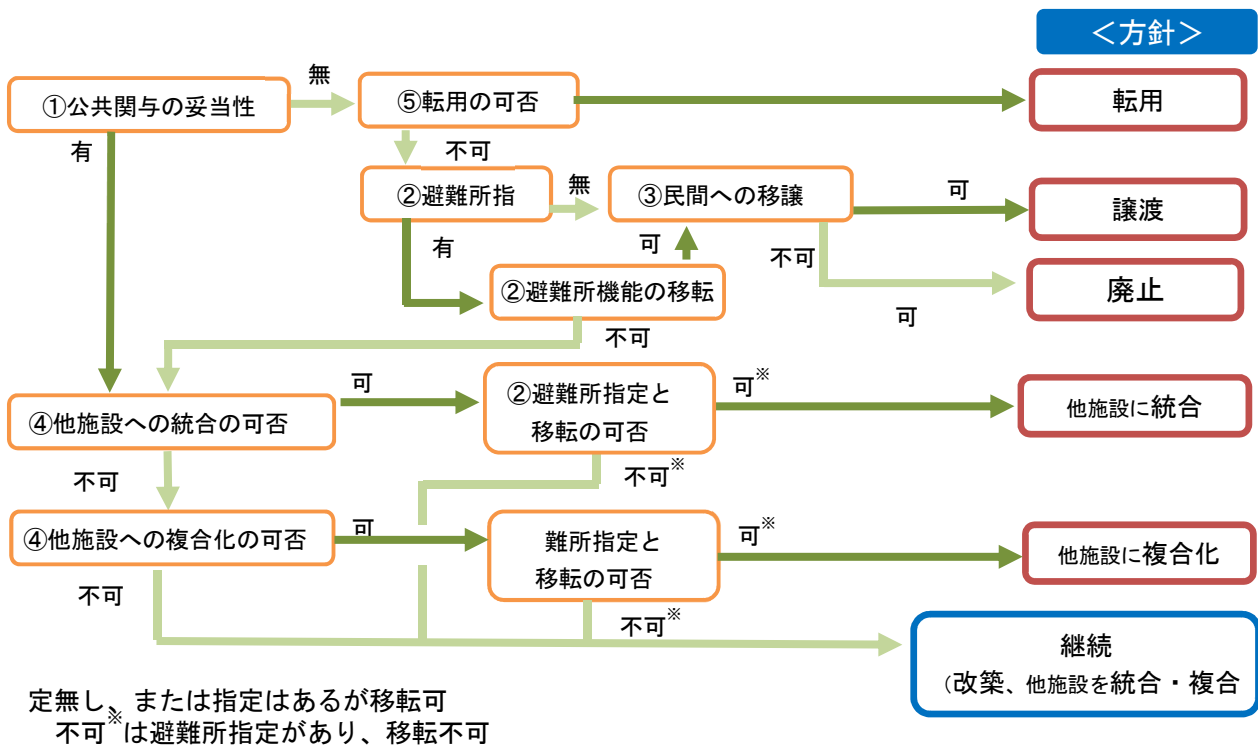 ＜方針＞
①公共関与の妥当性
無
⑤転用の可否
転用
有
不可
②避難所指
無
③民間への移譲
可
譲渡
有
可
不可
②避難所機能の移転
廃止
可
不可
④他施設への統合の可否
可
②避難所指定と
移転の可否
可※
他施設に統合
不可
不可※
④他施設への複合化の可否
可
難所指定と
移転の可否
可※
他施設に複合化
不可
不可※
継続
（改築、他施設を統合・複合
定無し、または指定はあるが移転可
不可※は避難所指定があり、移転不可